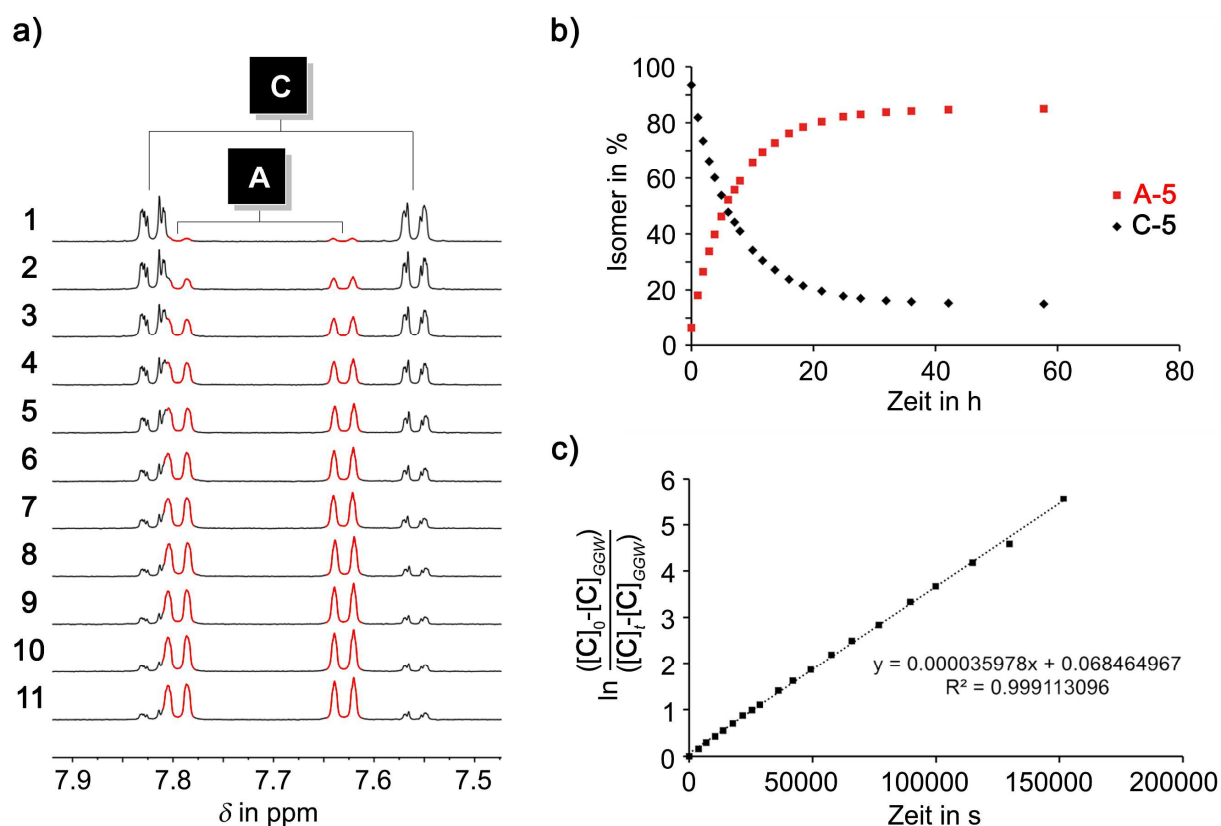 a)
C
A
1
2
3
4
5
6
7
8
9
10
11
7.9 7.8 7.7 7.6 7.5
δ in ppm
b)
100
80
60
40
20
0
0 20 40 60 80
Isomer in %
Zeit in h
A-5
C-5
c)
6
5
4
3
2
1
0
0 50000 100000 150000 200000
ln ([C]0-[C]GGW)
([C]t-[C]GGW)
y = 0.000035978x + 0.068464967
R² = 0.999113096
Zeit in s